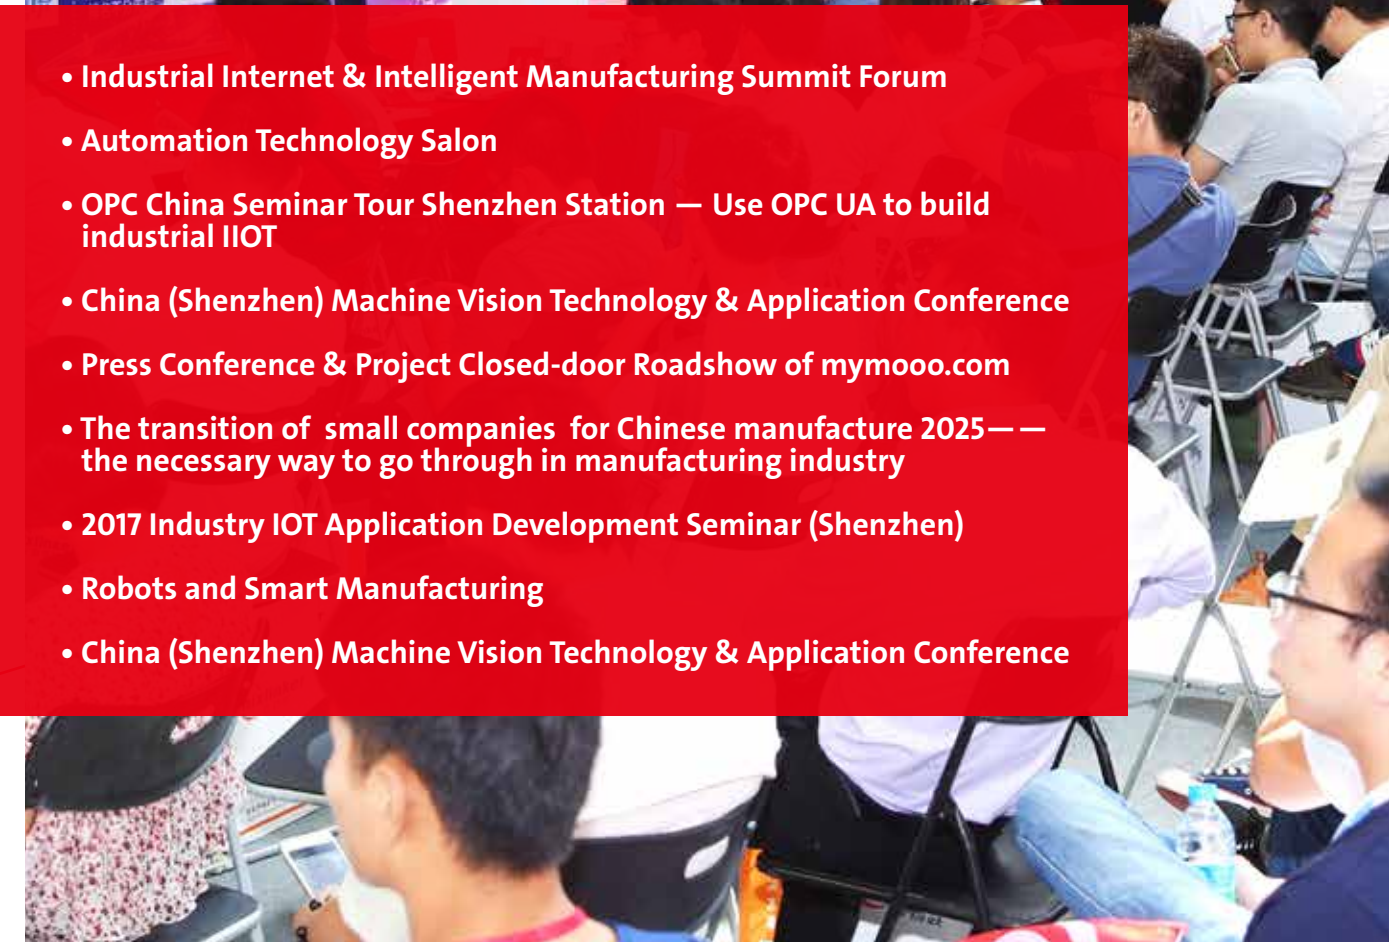 • Industrial Internet & Intelligent Manufacturing Summit Forum
• Automation Technology Salon
• OPC China Seminar Tour Shenzhen Station — Use OPC UA to build
industrial IIOT
• China (Shenzhen) Machine Vision Technology & Application Conference
• Press Conference & Project Closed-door Roadshow of mymooo.com
• The transition of  small companies  for Chinese manufacture 2025——
the necessary way to go through in manufacturing industry
• 2017 Industry IOT Application Development Seminar (Shenzhen)
• Robots and Smart Manufacturing
• China (Shenzhen) Machine Vision Technology & Application Conference